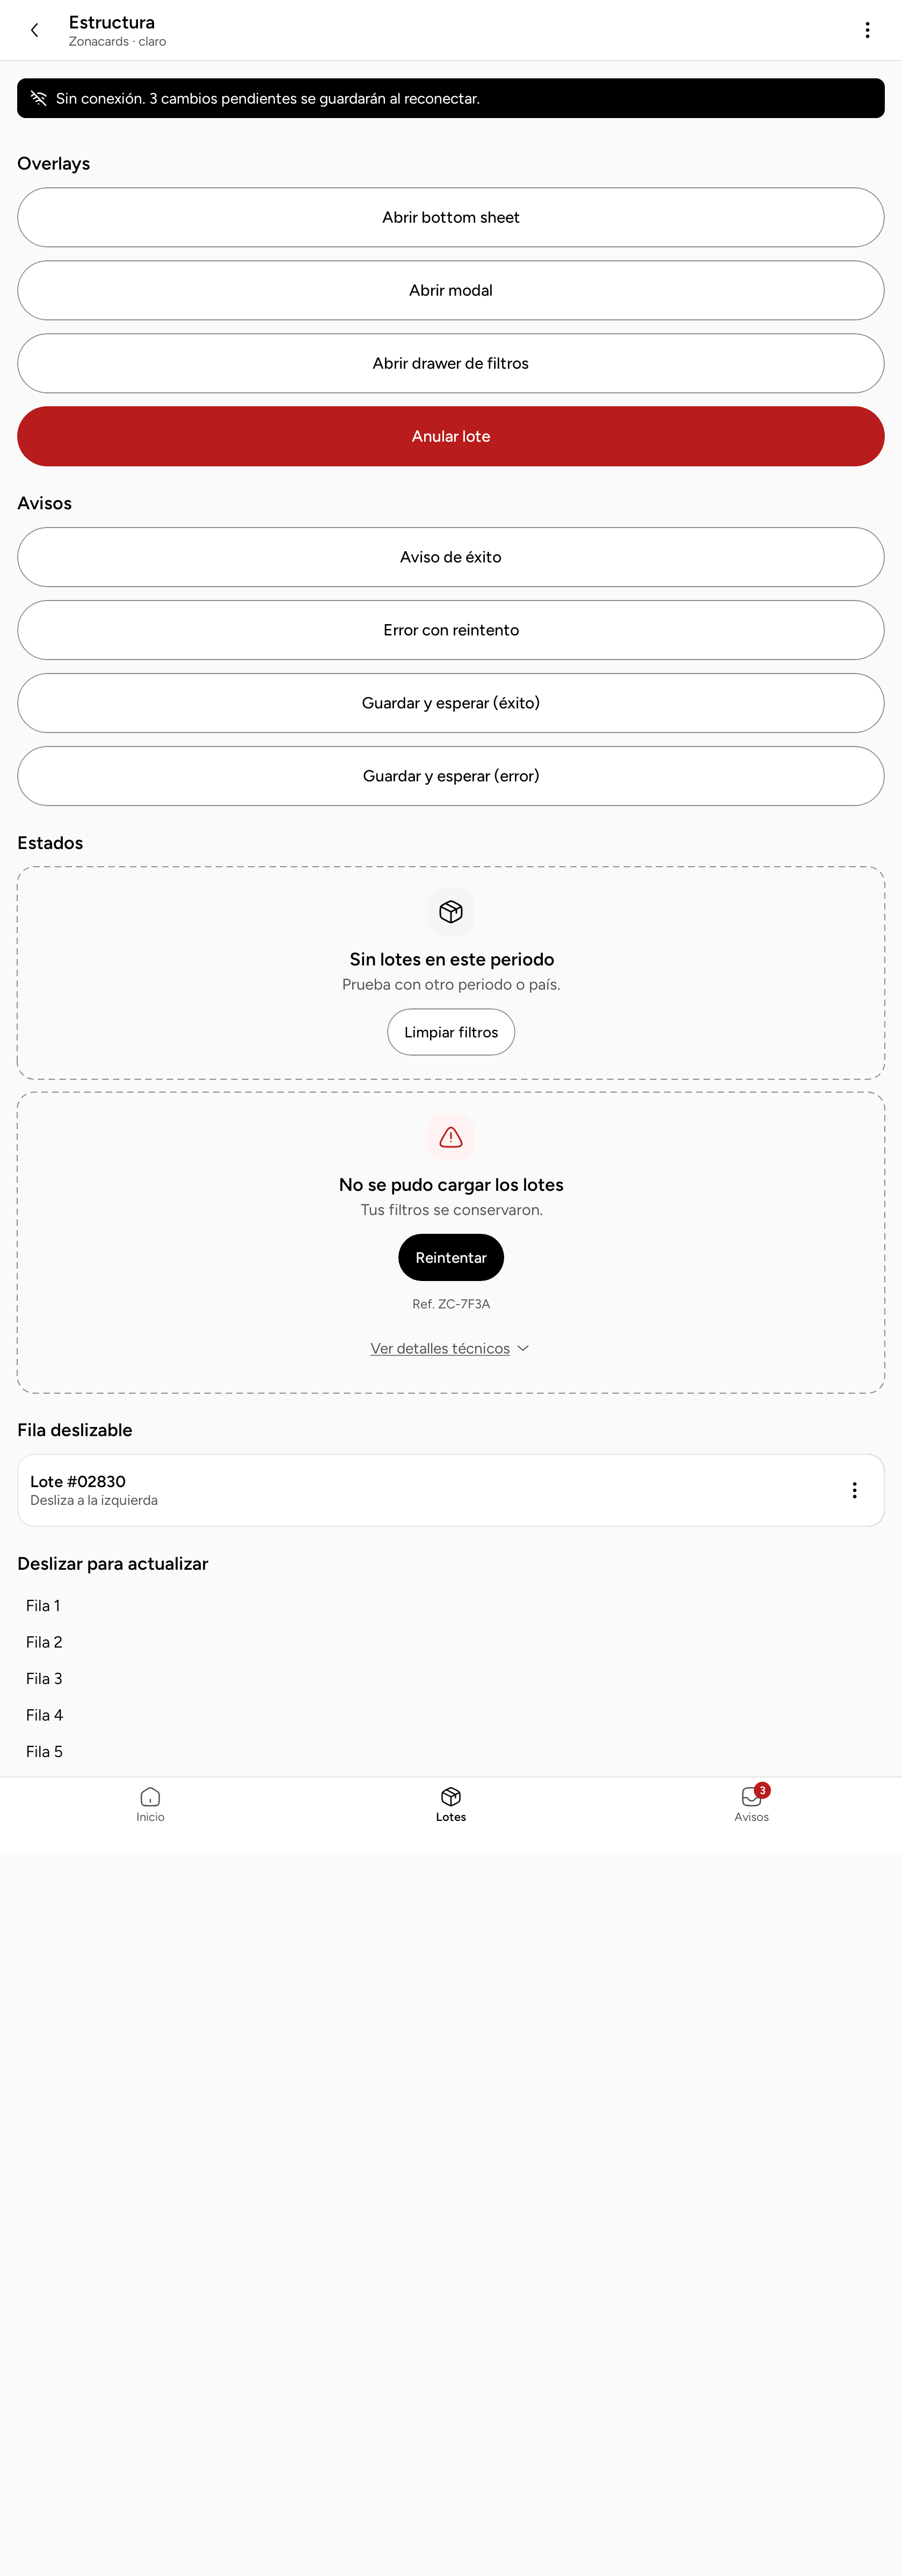 Estructura
Zonacards · claro
Sin conexión. 3 cambios pendientes se guardarán al reconectar.
Overlays
Abrir bottom sheet
Abrir modal
Abrir drawer de filtros
Anular lote
Avisos
Aviso de éxito
Error con reintento
Guardar y esperar (éxito)
Guardar y esperar (error)
Estados
Sin lotes en este periodo
Prueba con otro periodo o país.
Limpiar filtros
No se pudo cargar los lotes
Tus filtros se conservaron.
Reintentar
Ref. ZC-7F3A
Ver detalles técnicos
Fila deslizable
Lote #02830
Desliza a la izquierda
Deslizar para actualizar
Fila 1
Fila 2
Fila 3
Fila 4
Fila 5
3
Inicio
Lotes
Avisos